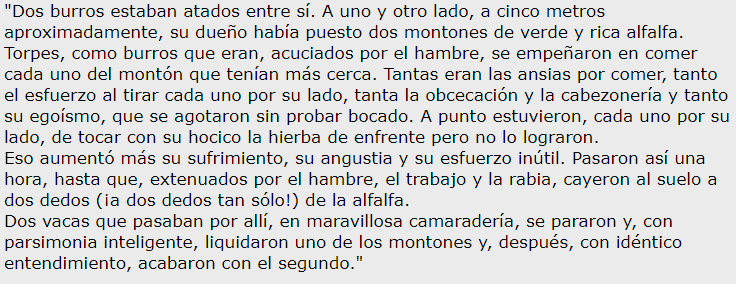 "Dos burros estaban atados entre sí. A uno y otro lado, a cinco metros
aproximadamente, su dueño había puesto dos montones de verde y rica alfalfa.
Torpes, como burros que eran, acuciados por el hambre, se empeñaron en comer
cada uno del montón que tenían más cerca. Tantas eran las ansias por comer, tanto
el esfuerzo al tirar cada uno por su lado, tanta la obcecación y la cabezonería y tanto
su egoísmo, que se agotaron sin probar bocado. A punto estuvieron, cada uno por su
lado, de tocar con su hocico la hierba de enfrente pero no lo lograron.
Eso aumentó más su sufrimiento, su angustia y su esfuerzo inútil. Pasaron así una
hora, hasta que, extenuados por el hambre, el trabajo y la rabia, cayeron al suelo a
dos dedos (¡a dos dedos tan sólo!) de la alfalfa.
Dos vacas que pasaban por allí, en maravillosa camaradería, se pararon y, con
parsimonia inteligente, liquidaron uno de los montones y, después, con idéntico
entendimiento, acabaron con el segundo."